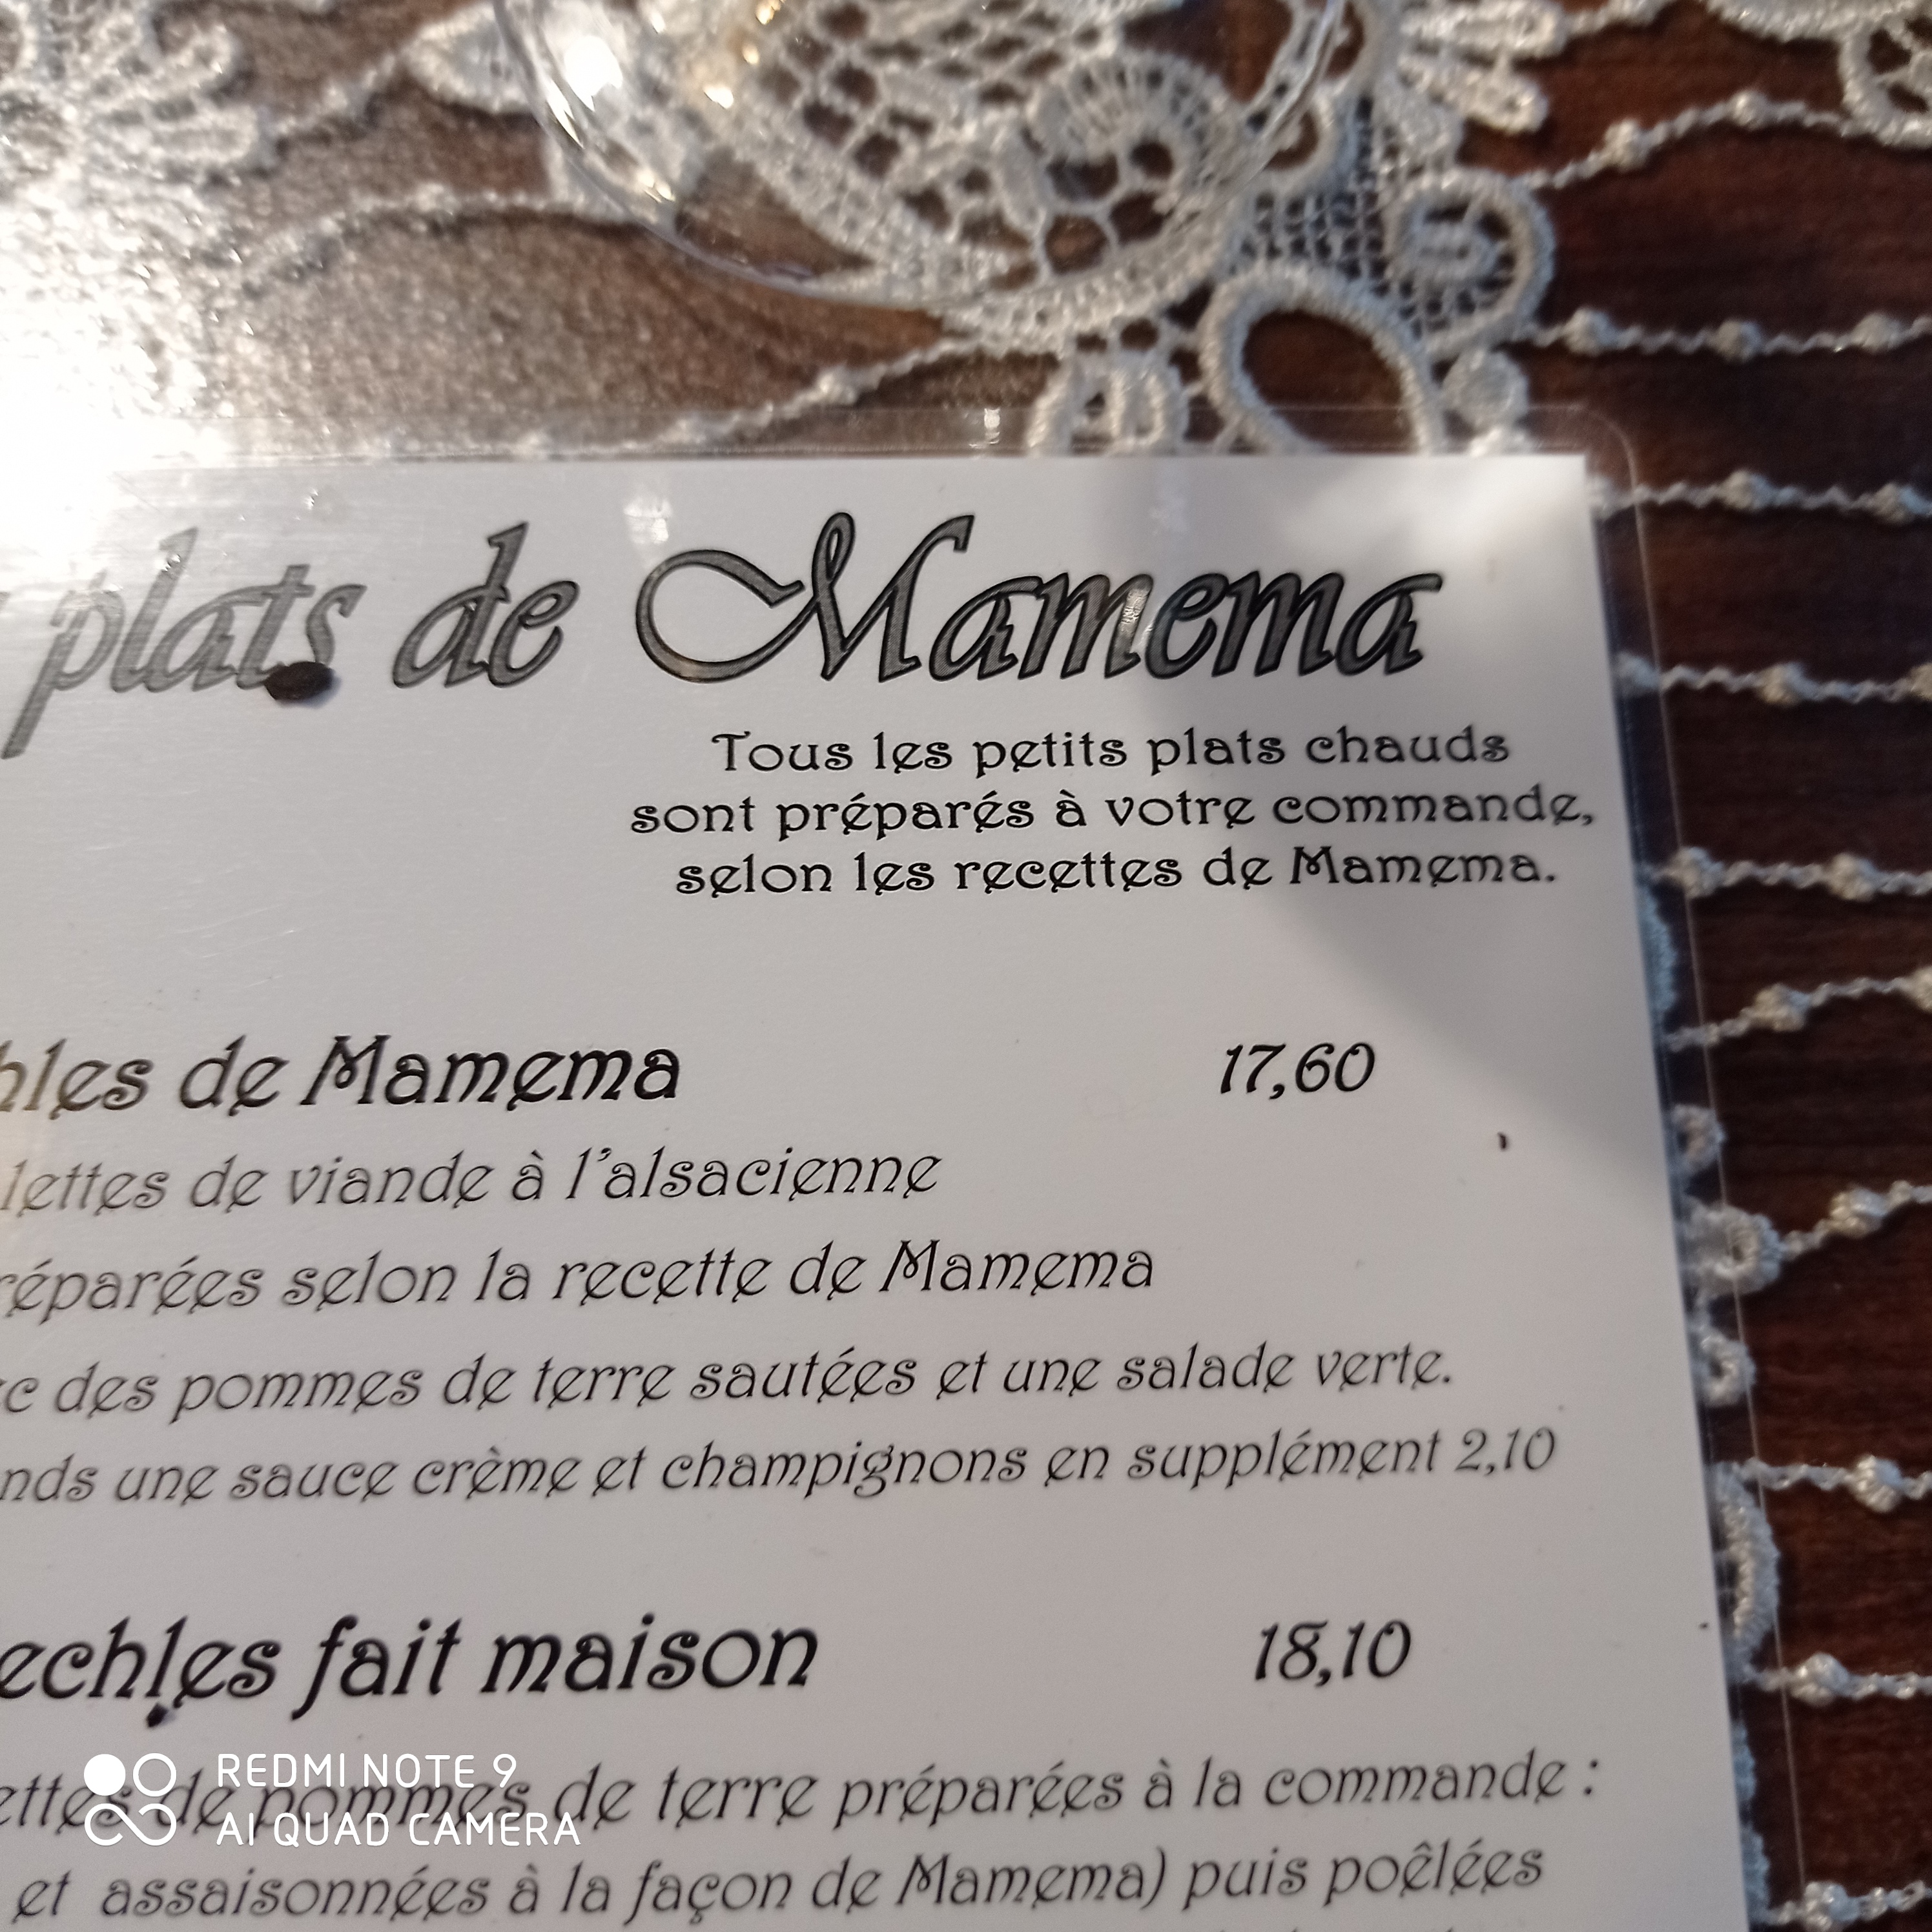 plats de Mamema
Tous les petits plats chauds
sont préparés à votre commande,
selon les recettes de Mamema.
hles de Mamema 17,60
lettes de viande à l'alsacienne
réparées selon la recette de Mamema
c des pommes de terre sautées et une salade verte.
nds une sauce crème et champignons en supplément 2,10
echles fait maison 18,10
ettes de pommes de terre préparées à la commande :
et assaisonnées à la façon de Mamema) puis poêlées
REDMI NOTE 9
AI QUAD CAMERA